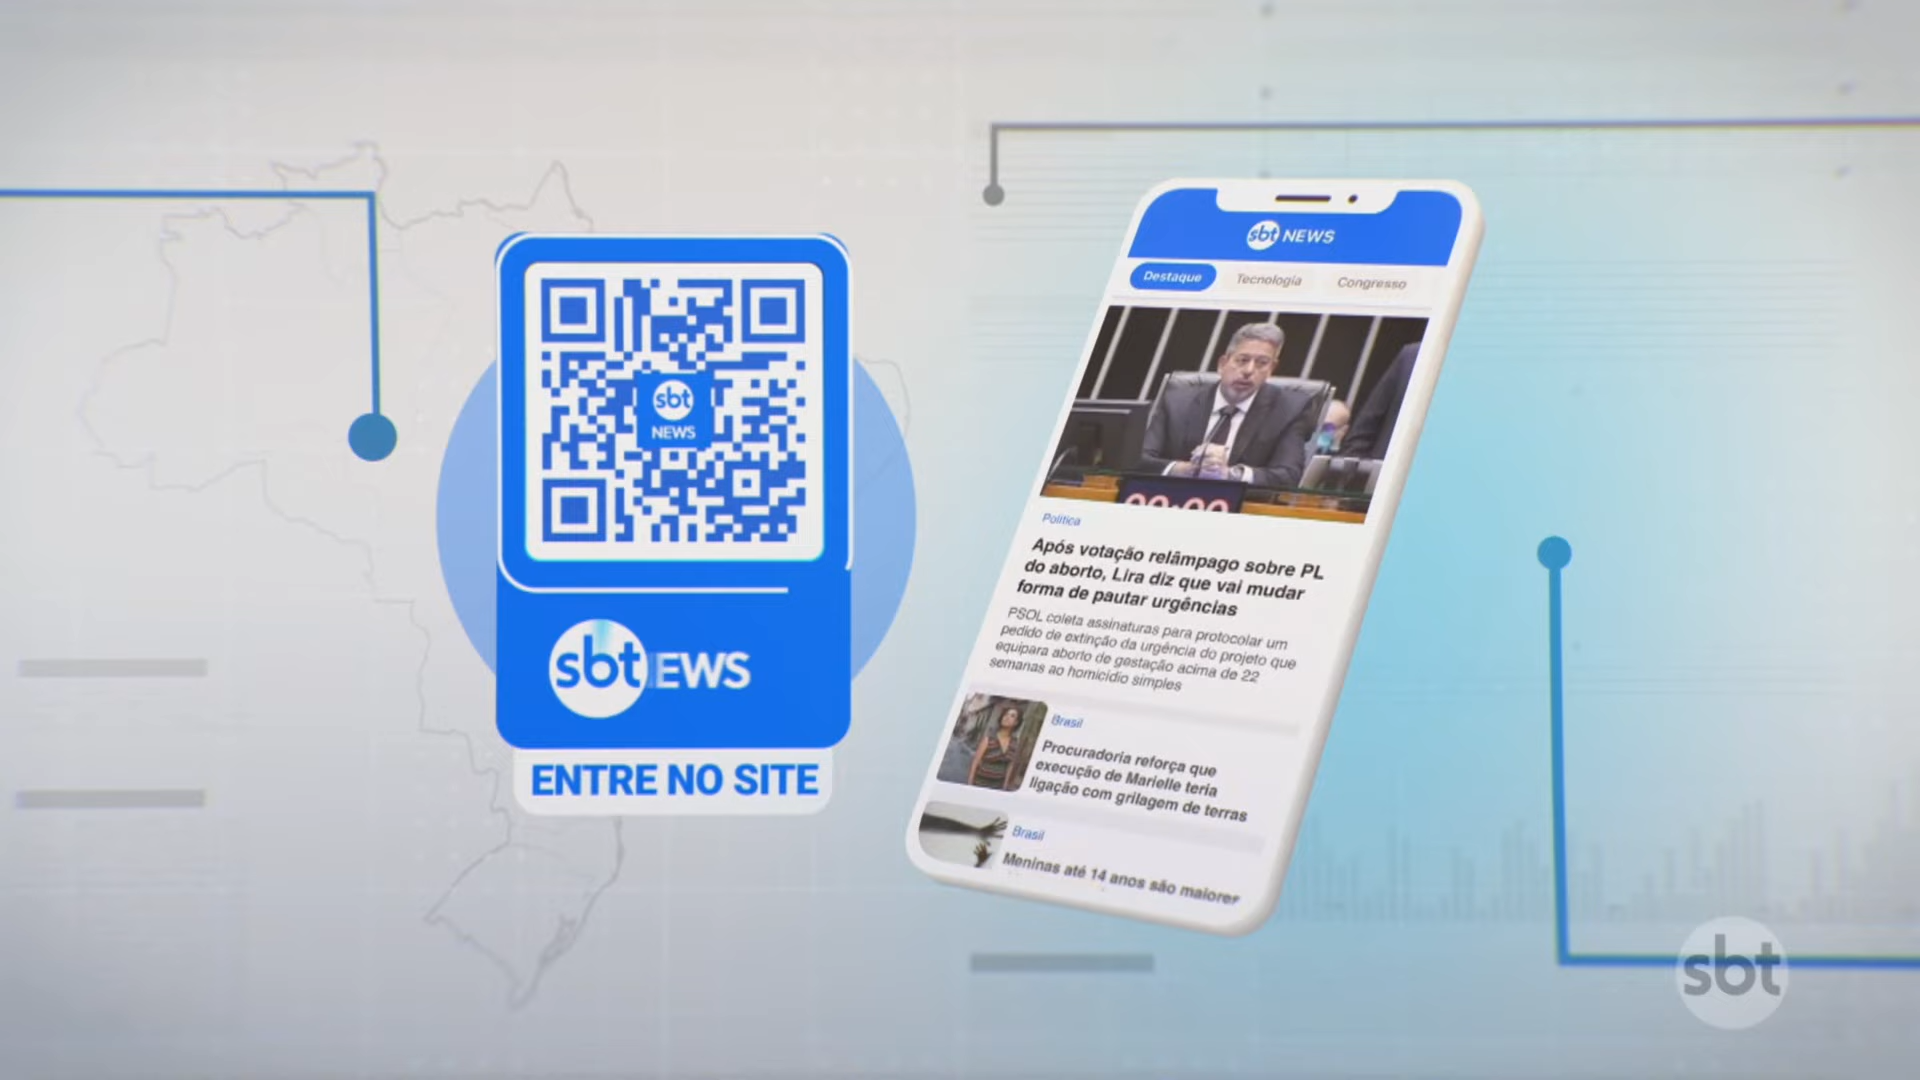 sbt
NEWS
sbt EWS
ENTRE NO SITE
sbt NEWS
Destaque Tecnologia Congresso
00:00
Política
Após votação relâmpago sobre PL
do aborto, Lira diz que vai mudar
forma de pautar urgências
PSOL coleta assinaturas para protocolar um
pedido de extinção da urgência do projeto que
equipara aborto de gestação acima de 22
semanas ao homicídio simples
Brasil
Procuradoria reforça que
execução de Marielle teria
ligação com grilagem de terras
Brasil
Meninas até 14 anos são maiores
sbt